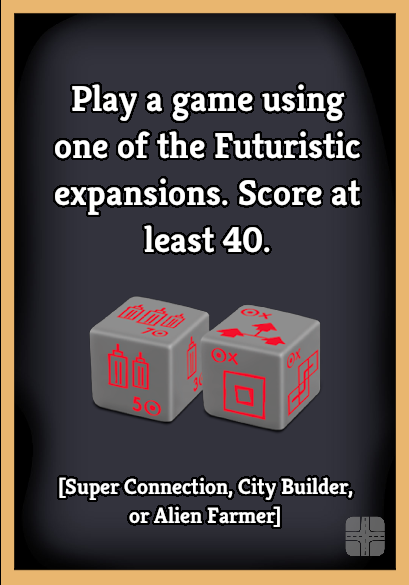 Play a game using
one of the Futuristic
expansions. Score at
least 40.
[Super Connection, City Builder,
or Alien Farmer]